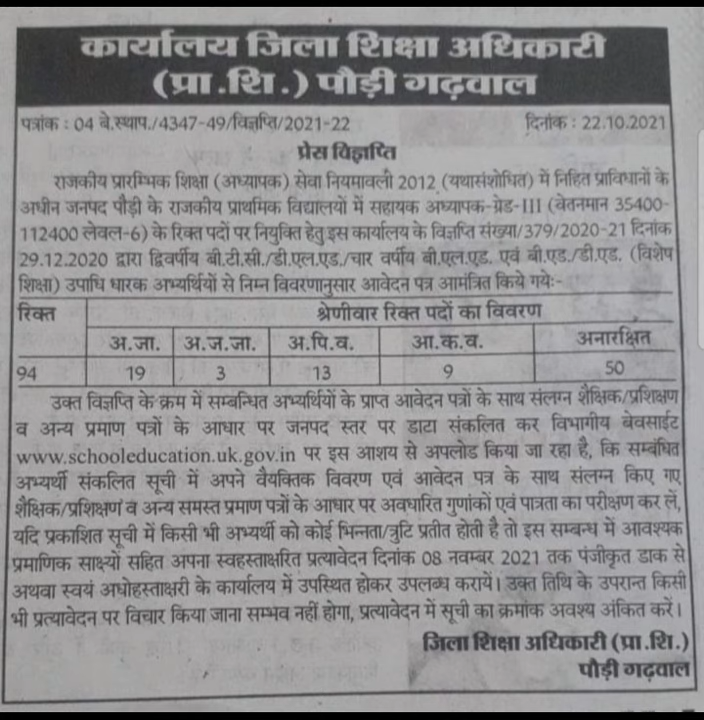 कार्यालय जिला शिक्षा अधिकारी
(प्रा.शि.) पौड़ी गढ़वाल
पत्रांक : 04 बे.स्थाप./4347-49/विज्ञप्ति/2021-22 दिनांक : 22.10.2021
प्रेस विज्ञप्ति
राजकीय प्रारम्भिक शिक्षा (अध्यापक) सेवा नियमावली 2012 (यथासंशोधित) में निहित प्राविधानों के
अधीन जनपद पौड़ी के राजकीय प्राथमिक विद्यालयों में सहायक अध्यापक-ग्रेड-III (वेतनमान 35400-
112400 लेवल-6) के रिक्त पदों पर नियुक्ति हेतु इस कार्यालय के विज्ञप्ति संख्या/379/2020-21 दिनांक
29.12.2020 द्वारा द्विवर्षीय बी.टी.सी./डी.एल.एड./चार वर्षीय बी.एल.एड. एवं बी.एड./डी.एड. (विशेष
शिक्षा) उपाधि धारक अभ्यर्थियों से निम्न विवरणानुसार आवेदन पत्र आमंत्रित किये गये:-
रिक्त श्रेणीवार रिक्त पदों का विवरण
अ.जा. अ.ज.जा. अ.पि.व. आ.क.व. अनारक्षित
94 19 3 13 9 50
उक्त विज्ञप्ति के क्रम में सम्बन्धित अभ्यर्थियों के प्राप्त आवेदन पत्रों के साथ संलग्न शैक्षिक/प्रशिक्षण
व अन्य प्रमाण पत्रों के आधार पर जनपद स्तर पर डाटा संकलित कर विभागीय बेवसाईट
www.schooleducation.uk.gov.in पर इस आशय से अपलोड किया जा रहा है, कि सम्बंधित
अभ्यर्थी संकलित सूची में अपने वैयक्तिक विवरण एवं आवेदन पत्र के साथ संलग्न किए गए
शैक्षिक/प्रशिक्षण व अन्य समस्त प्रमाण पत्रों के आधार पर अवधारित गुणांकों एवं पात्रता का परीक्षण कर लें,
यदि प्रकाशित सूची में किसी भी अभ्यर्थी को कोई भिन्नता/त्रुटि प्रतीत होती है तो इस सम्बन्ध में आवश्यक
प्रमाणिक साक्ष्यों सहित अपना स्वहस्ताक्षरित प्रत्यावेदन दिनांक 08 नवम्बर 2021 तक पंजीकृत डाक से
अथवा स्वयं अधोहस्ताक्षरी के कार्यालय में उपस्थित होकर उपलब्ध करायें। उक्त तिथि के उपरान्त किसी
भी प्रत्यावेदन पर विचार किया जाना सम्भव नहीं होगा, प्रत्यावेदन में सूची का क्रमांक अवश्य अंकित करें।
जिला शिक्षा अधिकारी (प्रा.शि.)
पौड़ी गढ़वाल